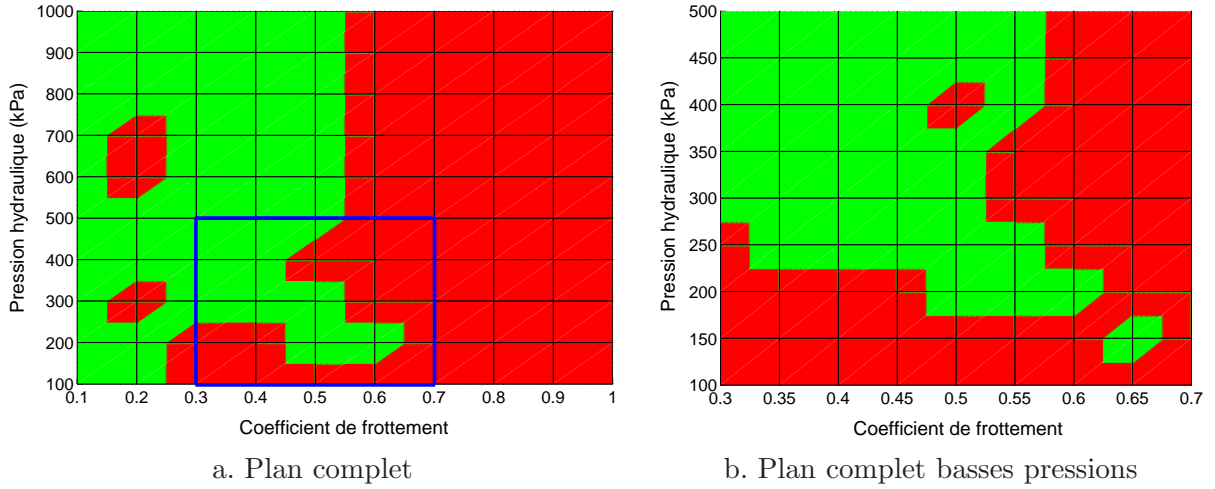 1000
900
800
700
600
500
400
300
200
100
0.1 0.2 0.3 0.4 0.5 0.6 0.7 0.8 0.9 1
Pression hydraulique (kPa)
Coefficient de frottement
a. Plan complet
500
450
400
350
300
250
200
150
100
0.3 0.35 0.4 0.45 0.5 0.55 0.6 0.65 0.7
Pression hydraulique (kPa)
Coefficient de frottement
b. Plan complet basses pressions